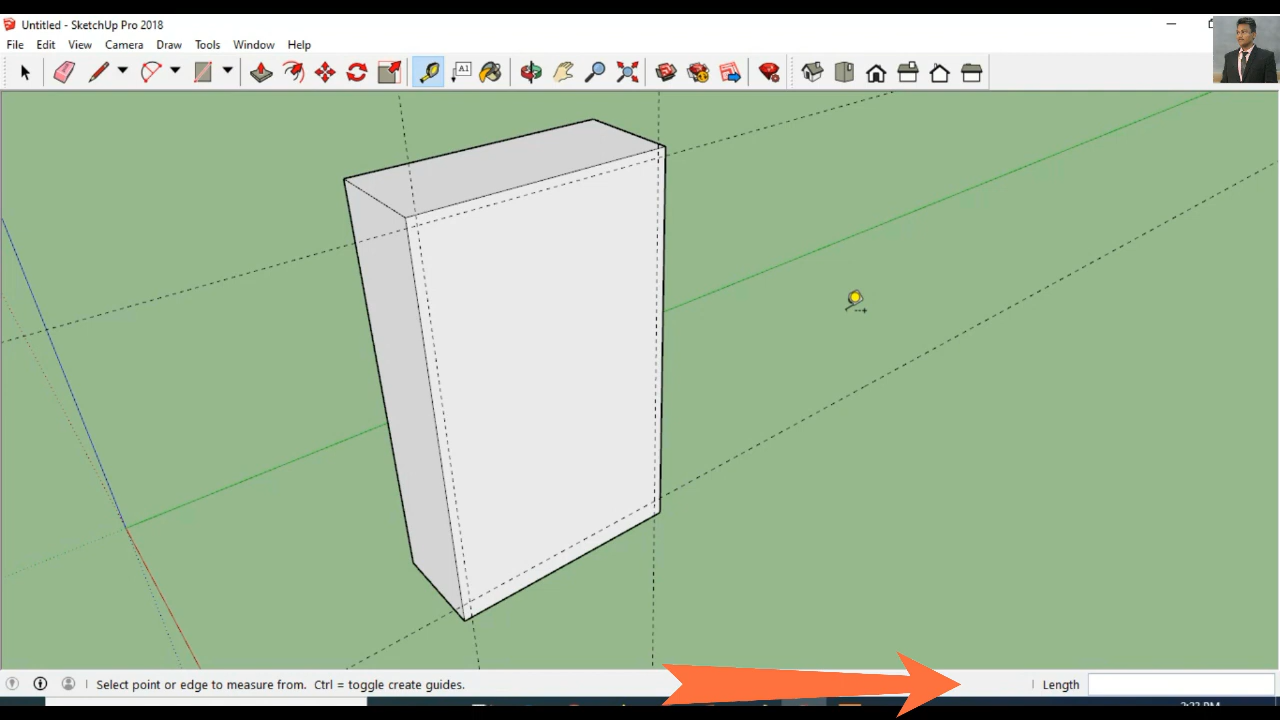 Untitled - SketchUp Pro 2018
File Edit View Camera Draw Tools Window Help
A1
Select point or edge to measure from. Ctrl = toggle create guides.
Length